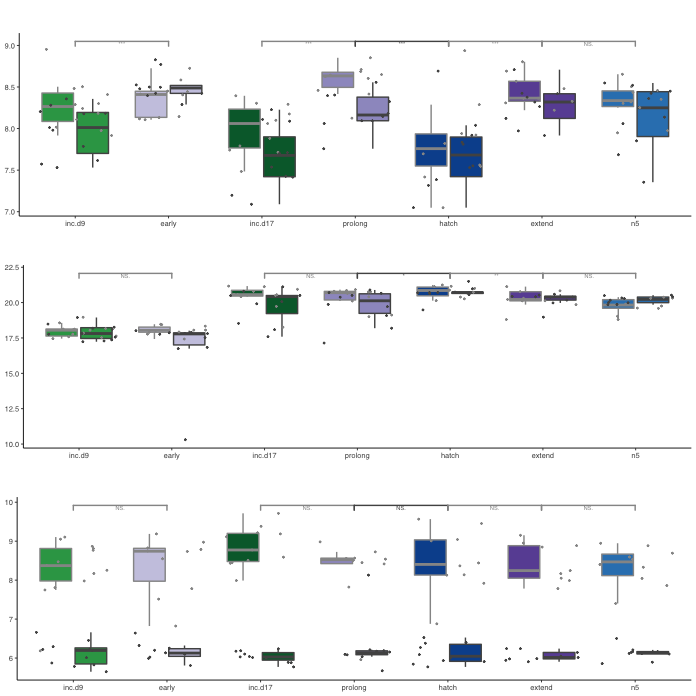 9.0
NS.
8.5
8.0
7.5
7.0
inc.d9 early inc.d17 prolong hatch extend n5
22.5
NS. NS. NS.
20.0
17.5
15.0
12.5
10.0
inc.d9 early inc.d17 prolong hatch extend n5
10
NS. NS. NS. NS. NS.
9
8
7
6
inc.d9 early inc.d17 prolong hatch extend n5